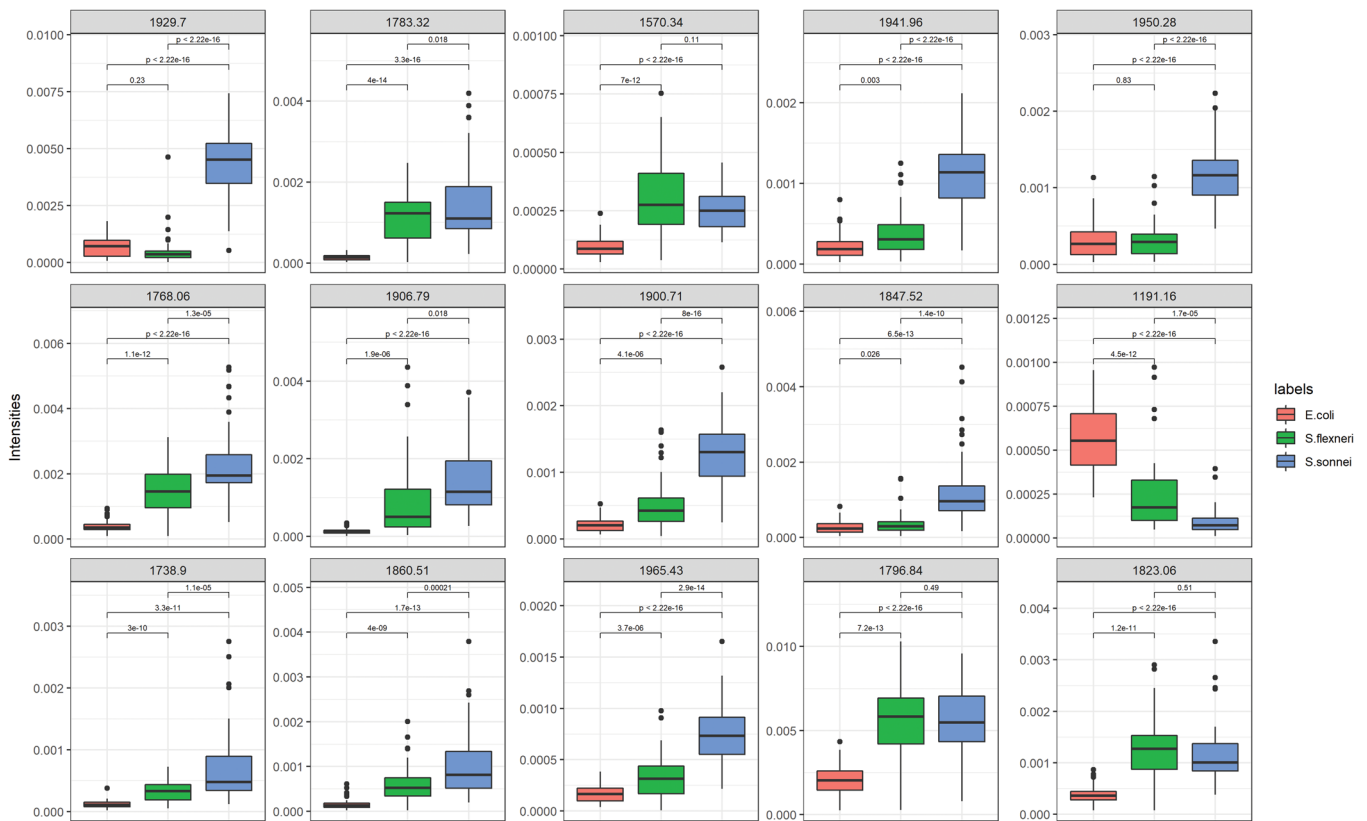 1929.7
0.0100
0.0075
0.0050
0.0025
0.0000
p < 2.22e-16
p < 2.22e-16
0.23
1783.32
0.004
0.002
0.000
0.018
3.3e-16
4e-14
1570.34
0.00100
0.00075
0.00050
0.00025
0.00000
0.11
p < 2.22e-16
7e-12
1941.96
0.002
0.001
0.000
p < 2.22e-16
p < 2.22e-16
0.003
1950.28
0.003
0.002
0.001
0.000
p < 2.22e-16
p < 2.22e-16
0.83
Intensities
1768.06
0.006
0.004
0.002
0.000
1.3e-05
p < 2.22e-16
1.1e-12
1906.79
0.004
0.002
0.000
0.018
p < 2.22e-16
1.9e-06
1900.71
0.003
0.002
0.001
0.000
8e-16
p < 2.22e-16
4.1e-06
1847.52
0.006
0.004
0.002
0.000
1.4e-10
6.5e-13
0.026
1191.16
0.00125
0.00100
0.00075
0.00050
0.00025
0.00000
1.7e-05
p < 2.22e-16
4.5e-12
labels
E.coli
S.flexneri
S.sonnei
1738.9
0.003
0.002
0.001
0.000
1.1e-05
3.3e-11
3e-10
1860.51
0.005
0.004
0.003
0.002
0.001
0.000
0.00021
1.7e-13
4e-09
1965.43
0.0020
0.0015
0.0010
0.0005
0.0000
2.9e-14
p < 2.22e-16
3.7e-06
1796.84
0.010
0.005
0.000
0.49
p < 2.22e-16
7.2e-13
1823.06
0.004
0.003
0.002
0.001
0.000
0.51
p < 2.22e-16
1.2e-11